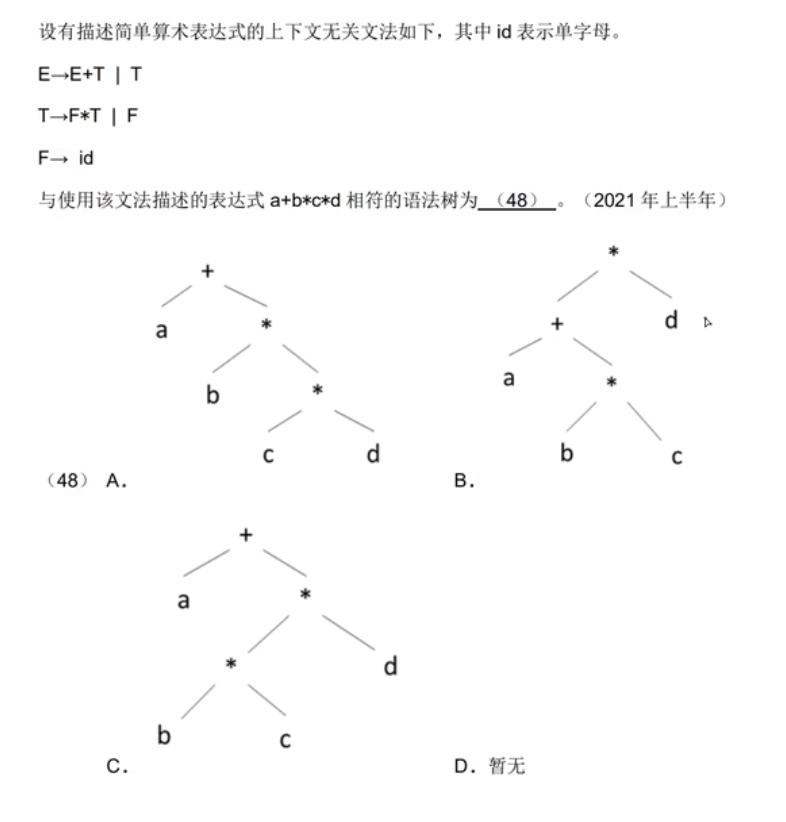 设有描述简单算术表达式的上下文无关文法如下，其中 id 表示单字母。
E→E+T | T
T→F*T | F
F→ id
与使用该文法描述的表达式 a+b*c*d 相符的语法树为 （48） 。（2021 年上半年）
+
a *
b *
c d
（48） A.
*
+ d
a *
b c
B.
+
a *
* d
b c
C.
D. 暂无